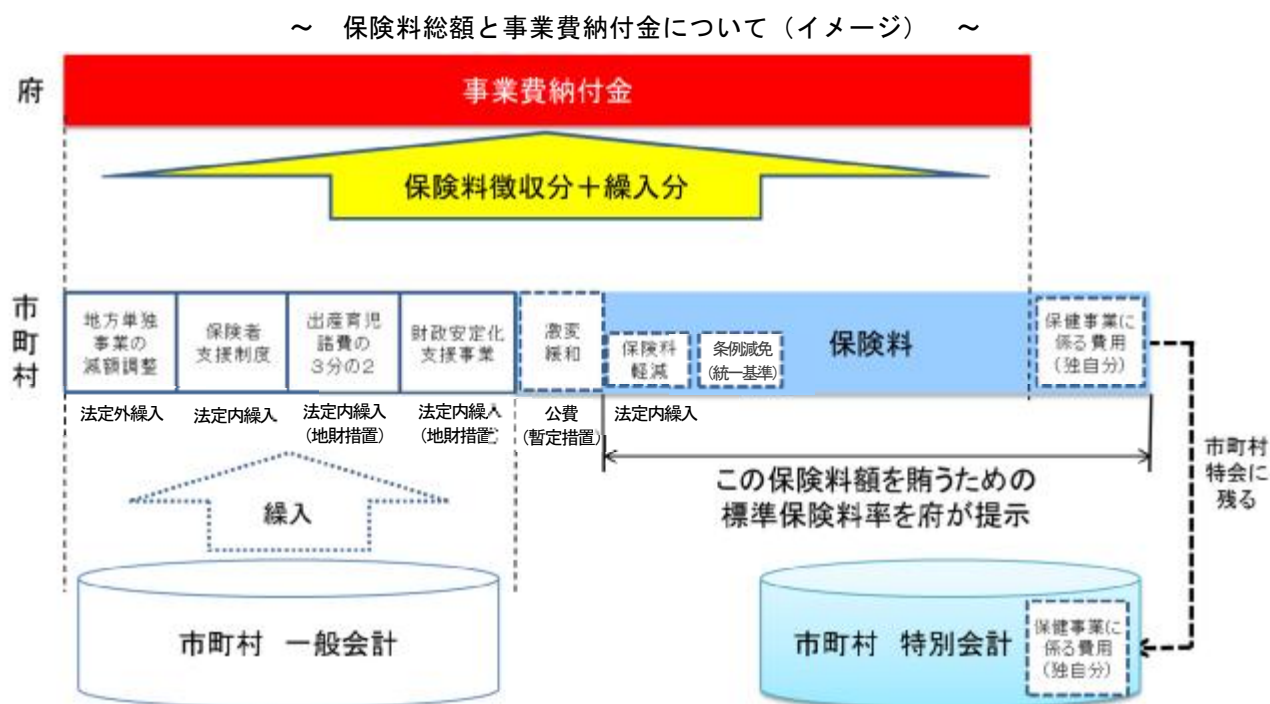 ～　保険料総額と事業費納付金について（イメージ）　～
府
事業費納付金
保険料徴収分＋繰入分
市
町
村
地方単独
事業の
減額調整
保険者
支援制度
出産育児
諸費の
3分の2
財政安定化
支援事業
激変
緩和
保険料
軽減
条例減免
(統一基準)
保険料
保健事業に
係る費用
(独自分)
法定外繰入
法定内繰入
法定内繰入
(地財措置)
法定内繰入
(地財措置)
公費
(暫定措置)
法定内繰入
この保険料額を賄うための
標準保険料率を府が提示
市町村
特会に
残る
繰入
市町村　一般会計
市町村　特別会計
保健事業に
係る費用
(独自分)